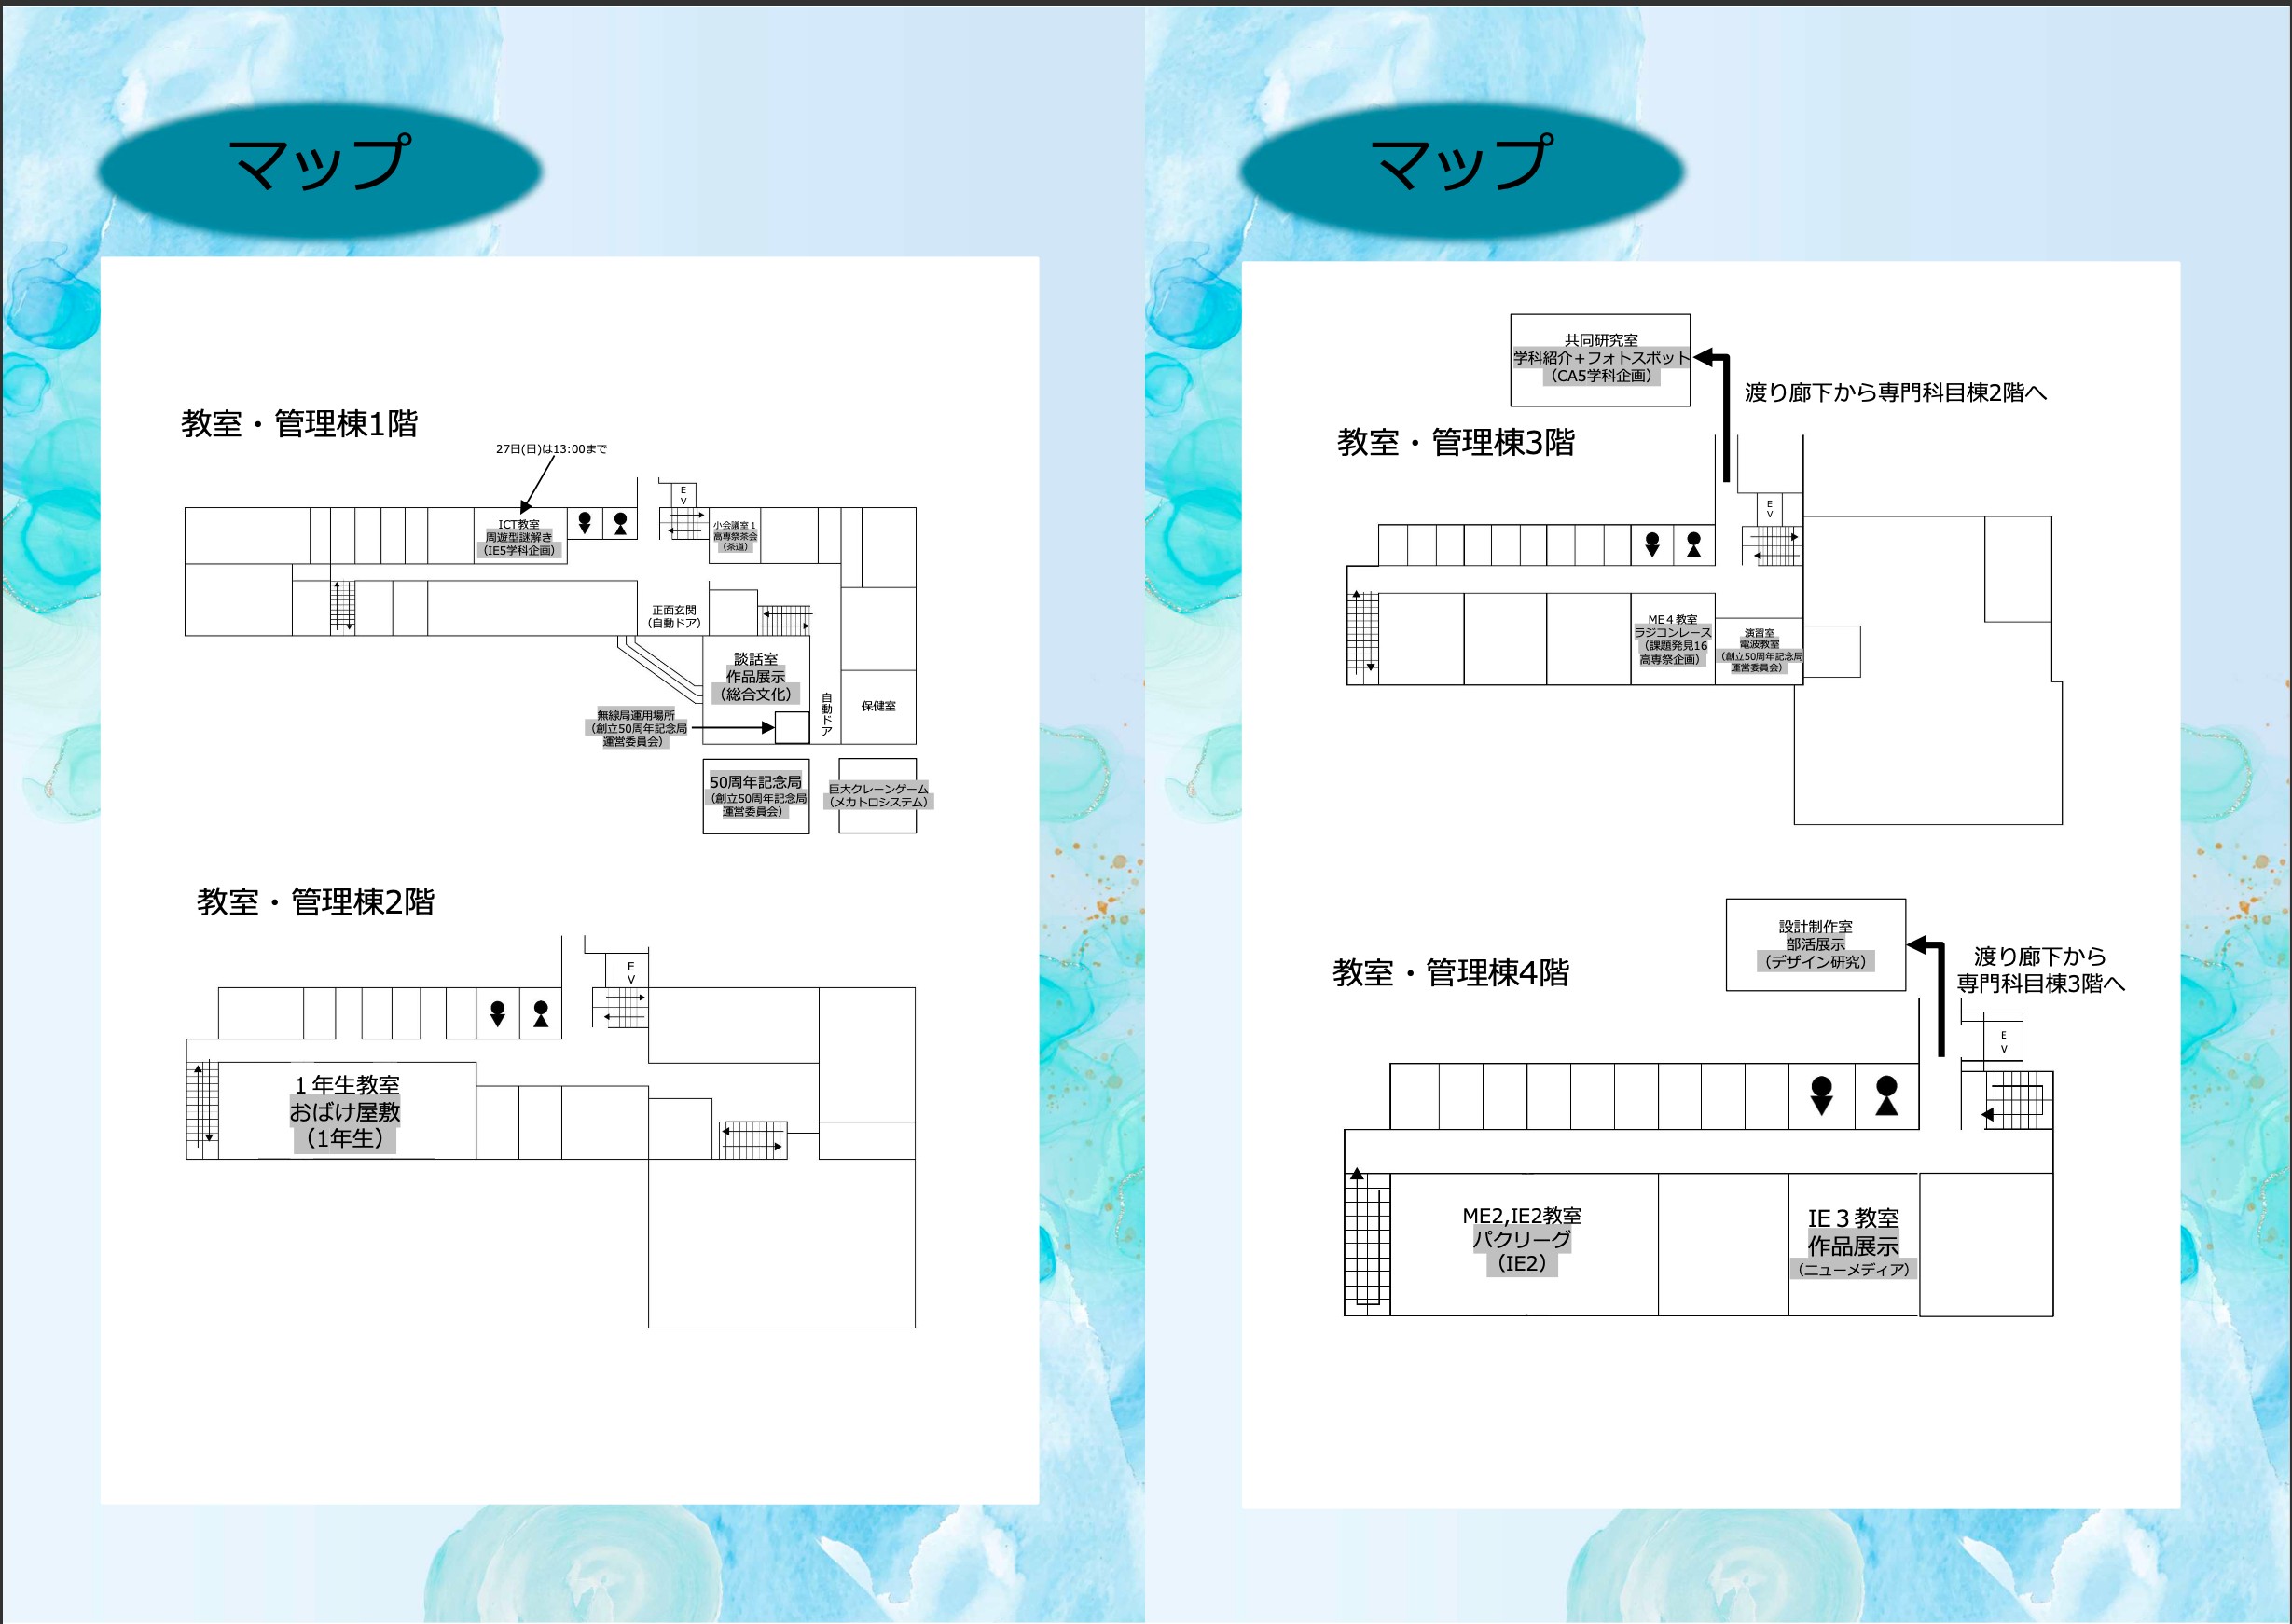 マップ
教室・管理棟1階
27日(日)は13:00まで
E
V
ICT教室
周遊型謎解き
（IE5学科企画）
小会議室１
高専祭茶会
（茶道）
正面玄関
（自動ドア）
談話室
作品展示
（総合文化）
自動ドア
保健室
無線局運用場所
（創立50周年記念局
運営委員会）
50周年記念局
（創立50周年記念局
運営委員会）
巨大クレーンゲーム
（メカトロシステム）
教室・管理棟2階
E
V
１年生教室
おばけ屋敷
（1年生）
マップ
共同研究室
学科紹介＋フォトスポット
（CA5学科企画）
渡り廊下から専門科目棟2階へ
教室・管理棟3階
E
V
ME４教室
ラジコンレース
（課題発見16
高専祭企画）
演習室
電波教室
（創立50周年記念局
運営委員会）
設計制作室
部活展示
（デザイン研究）
渡り廊下から
専門科目棟3階へ
教室・管理棟4階
E
V
ME2,IE2教室
パクリーグ
（IE2）
IE３教室
作品展示
（ニューメディア）